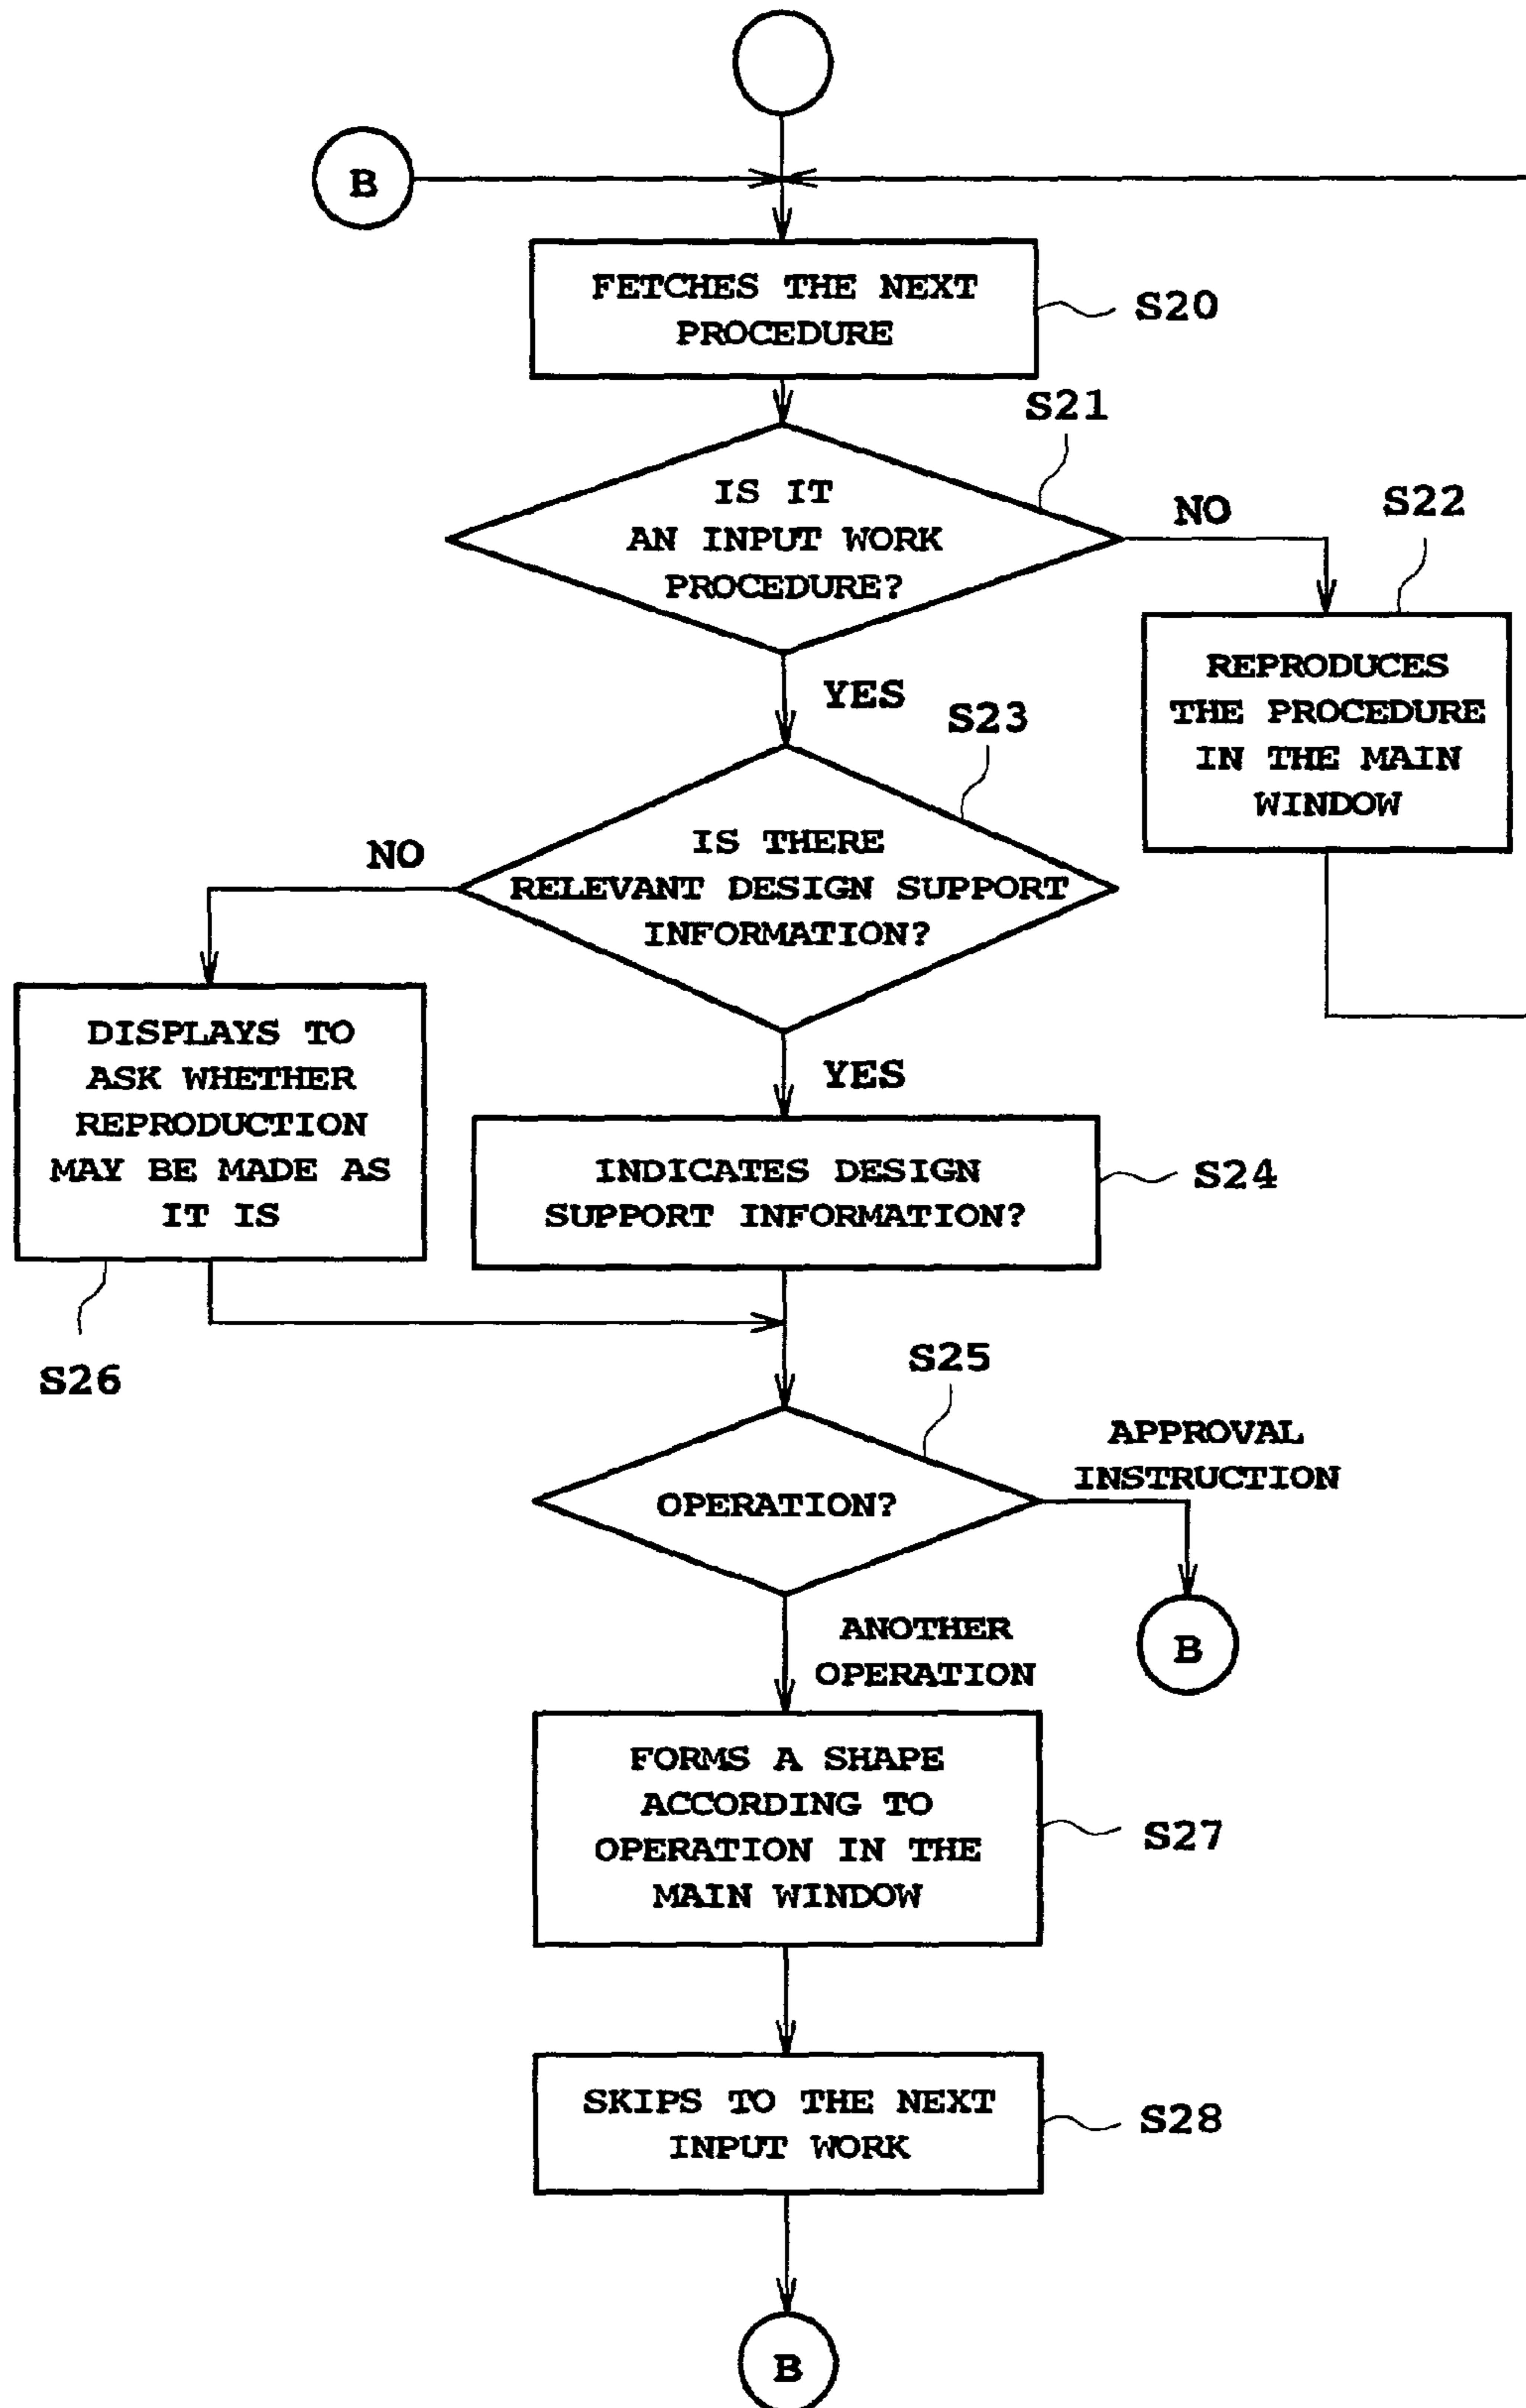 B
FETCHES THE NEXT
PROCEDURE
S20
S21
IS IT
AN INPUT WORK
PROCEDURE?
NO
S22
REPRODUCES
THE PROCEDURE
IN THE MAIN
WINDOW
YES
S23
IS THERE
RELEVANT DESIGN SUPPORT
INFORMATION?
NO
DISPLAYS TO
ASK WHETHER
REPRODUCTION
MAY BE MADE AS
IT IS
S26
YES
INDICATES DESIGN
SUPPORT INFORMATION?
S24
S25
OPERATION?
APPROVAL
INSTRUCTION
B
ANOTHER
OPERATION
FORMS A SHAPE
ACCORDING TO
OPERATION IN THE
MAIN WINDOW
S27
SKIPS TO THE NEXT
INPUT WORK
S28
B